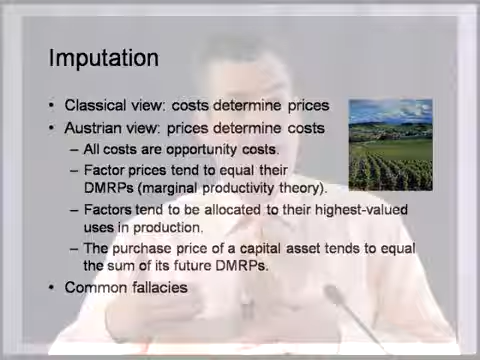 Imputation
• Classical view: costs determine prices
• Austrian view: prices determine costs
– All costs are opportunity costs.
– Factor prices tend to equal their
DMRPs (marginal productivity theory).
– Factors tend to be allocated to their highest-valued
uses in production.
– The purchase price of a capital asset tends to equal
the sum of its future DMRPs.
• Common fallacies